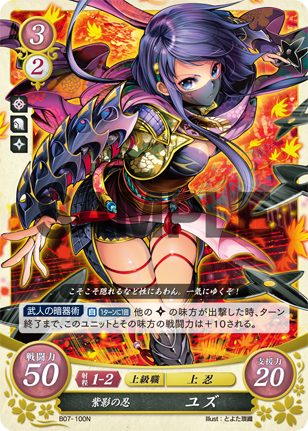 3
2
SAMPLE
こそこそ隠れるなど性にあわん。一気にゆくぞ！
武人の暗器術 白 1ターンに1回 他の の味方が出撃した時、ターン
終了まで、このユニットとその味方の戦闘力は＋10される。
戦闘力
50
射程 1-2 上級職 上忍
支援力
20
紫影の忍 ユズ
B07-100N
Illust：とよた瑣織